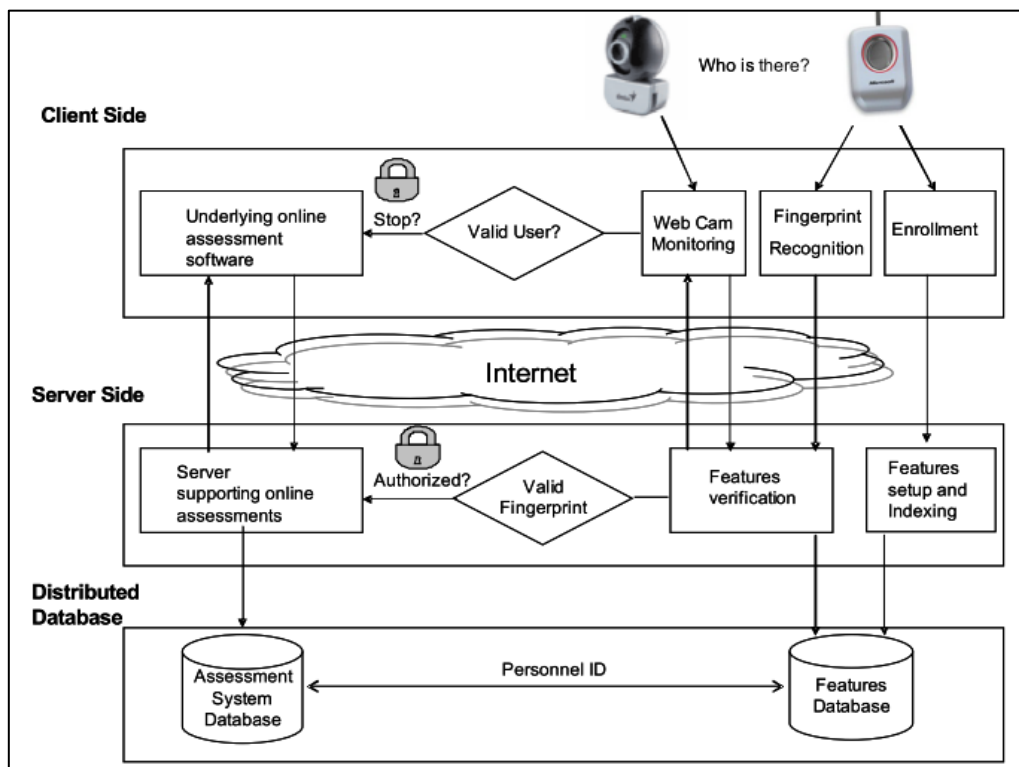 Who is there?
Microsoft
Client Side
Underlying online
assessment
software
Stop?
Valid User?
Web Cam
Monitoring
Fingerprint
Recognition
Enrollment
Internet
Server Side
Server
supporting online
assessments
Authorized?
Valid
Fingerprint
Features
verification
Features
setup and
Indexing
Distributed
Database
Assessment
System
Database
Personnel ID
Features
Database